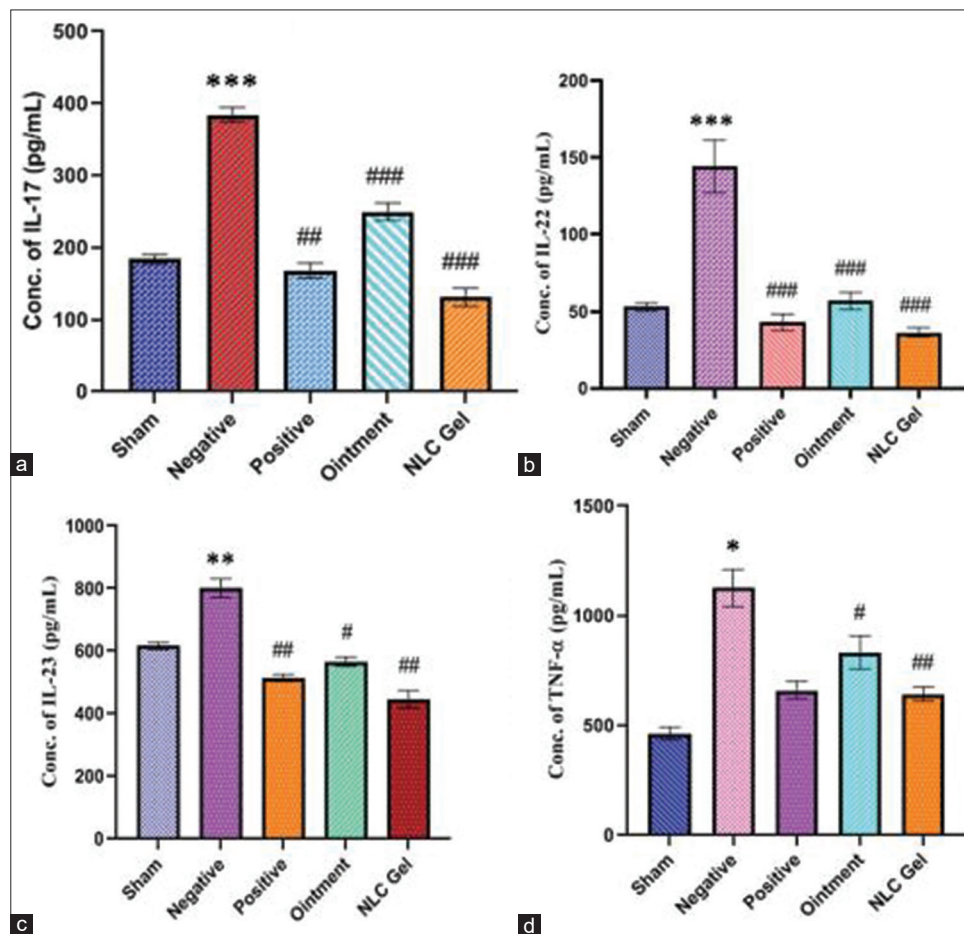 500
400
300
200
100
0
Conc. of IL-17 (pg/mL)
***
##
###
###
Sham
Negative
Positive
Ointment
NLC Gel
a
200
150
100
50
0
Conc. of IL-22 (pg/mL)
***
###
###
###
Sham
Negative
Positive
Ointment
NLC Gel
b
1000
800
600
400
200
0
Conc. of IL-23 (pg/mL)
**
##
#
##
Sham
Negative
Positive
Ointment
NLC Gel
c
1500
1000
500
0
Conc. of TNF-α (pg/mL)
*
#
##
Sham
Negative
Positive
Ointment
NLC Gel
d